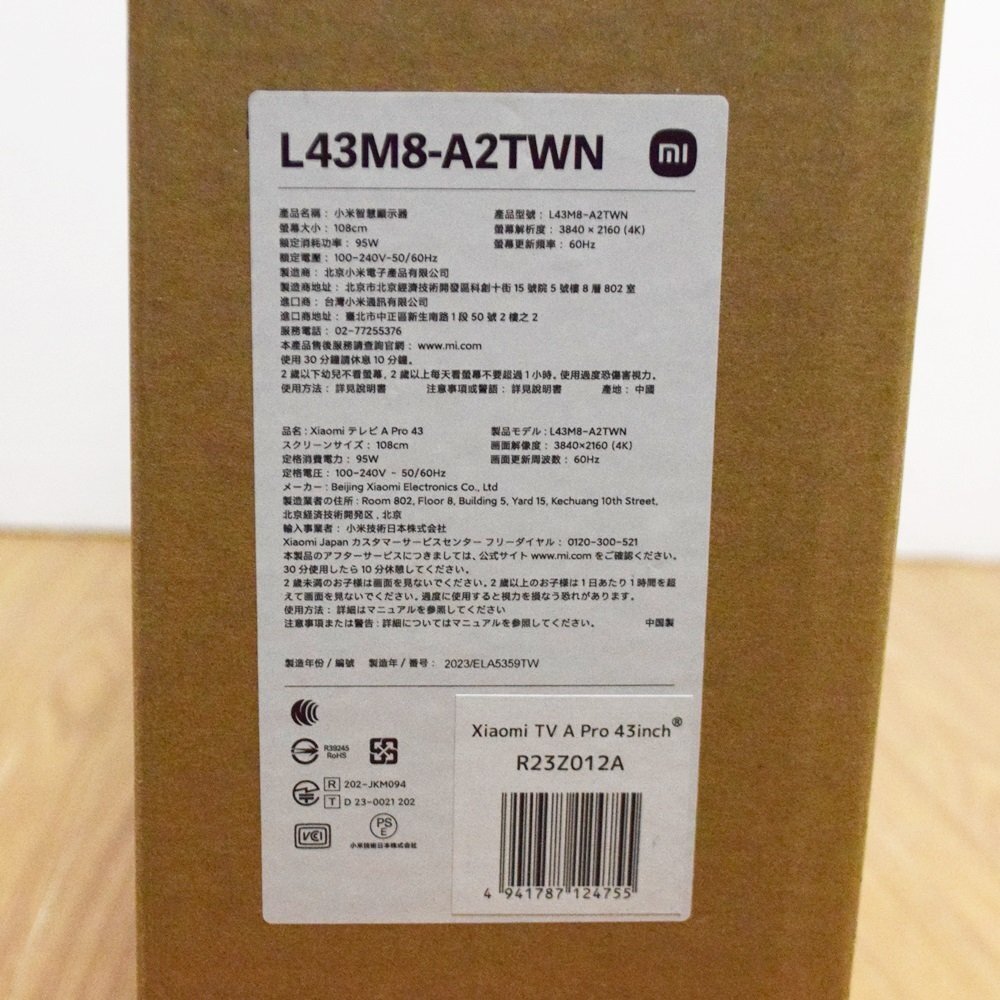 L43M8-A2TWN
mi
產品名稱： 小米智慧顯示器 產品型號： L43M8-A2TWN
螢幕大小： 108cm 螢幕解析度： 3840 × 2160 (4K)
額定消耗功率： 95W 螢幕更新頻率： 60Hz
額定電壓： 100-240V~50/60Hz
製造商： 北京小米電子產品有限公司
製造商地址： 北京市北京經濟技術開發區科創十街 15 號院 5 號樓 8 層 802 室
進口商： 台灣小米通訊有限公司
進口商地址： 臺北市中正區新生南路 1 段 50 號 2 樓之 2
服務電話： 02-77255376
本產品售後服務請查詢官網： www.mi.com
使用 30 分鐘請休息 10 分鐘。
2 歲以下幼兒不看螢幕，2 歲以上每天看螢幕不要超過 1 小時。使用過度恐傷害視力。
使用方法： 詳見說明書 注意事項或警語： 詳見說明書 產地： 中國
品名 : Xiaomi テレビ A Pro 43 製品モデル : L43M8-A2TWN
スクリーンサイズ： 108cm 画面解像度： 3840×2160 (4K)
定格消費電力： 95W 画面更新周波数： 60Hz
定格電圧： 100-240V ~ 50/60Hz
メーカー : Beijing Xiaomi Electronics Co., Ltd
製造業者の住所 : Room 802, Floor 8, Building 5, Yard 15, Kechuang 10th Street,
北京経済技術開発区 , 北京
輸入事業者： 小米技術日本株式会社
Xiaomi Japan カスタマーサービスセンター フリーダイヤル： 0120-300-521
本製品のアフターサービスにつきましては、公式サイト www.mi.com をご確認ください。
30 分使用したら 10 分休憩してください。
2 歳未満のお子様は画面を見ないでください。2 歳以上のお子様は 1 日あたり 1 時間を超
えて画面を見ないでください。過度に使用すると視力を損なう恐れがあります。
使用方法： 詳細はマニュアルを参照してください
注意事項または警告 : 詳細についてはマニュアルを参照してください。 中国製
製造年份 / 編號 製造年 / 番号： 2023/ELA5359TW
R39245
RoHS
R 202-JKM094
T D 23-0021 202
VCCI
PS
E
小米技術日本株式会社
Xiaomi TV A Pro 43inch®
R23Z012A
4 941787 124755